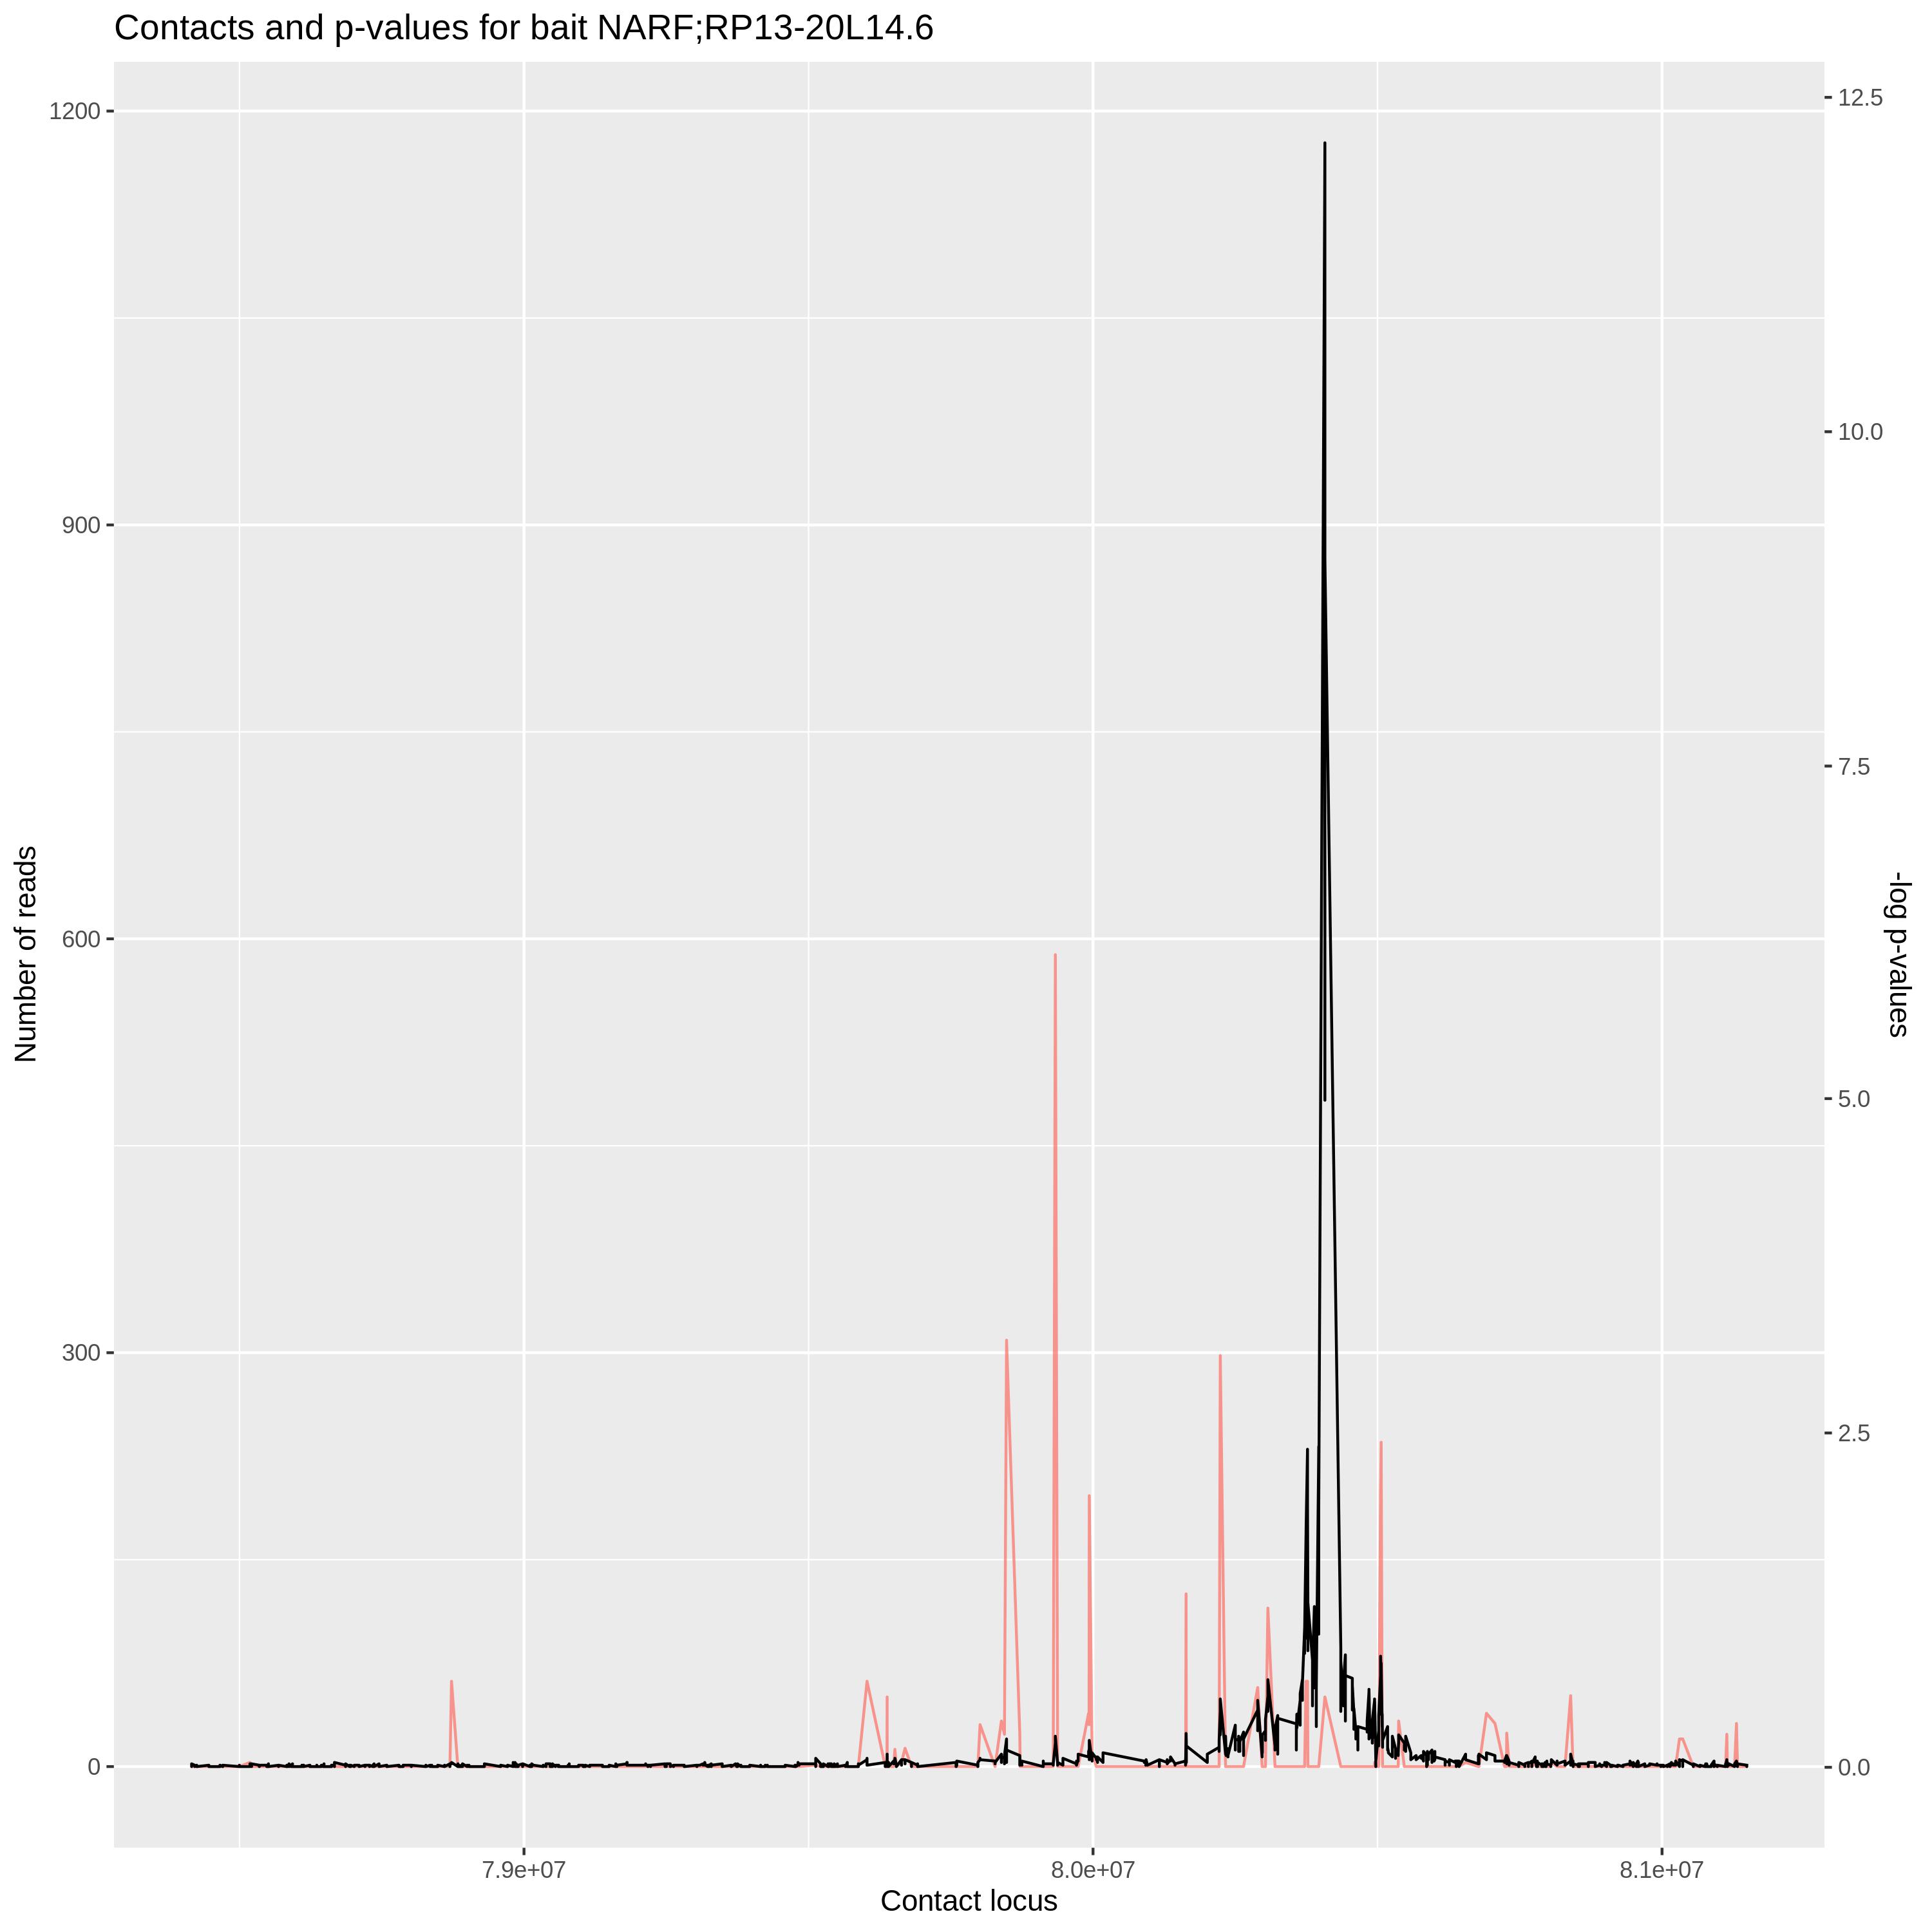 Contacts and p-values for bait NARF;RP13-20L14.6
1200
900
600
300
0
Number of reads
12.5
10.0
7.5
5.0
2.5
0.0
-log p-values
7.9e+07
8.0e+07
8.1e+07
Contact locus